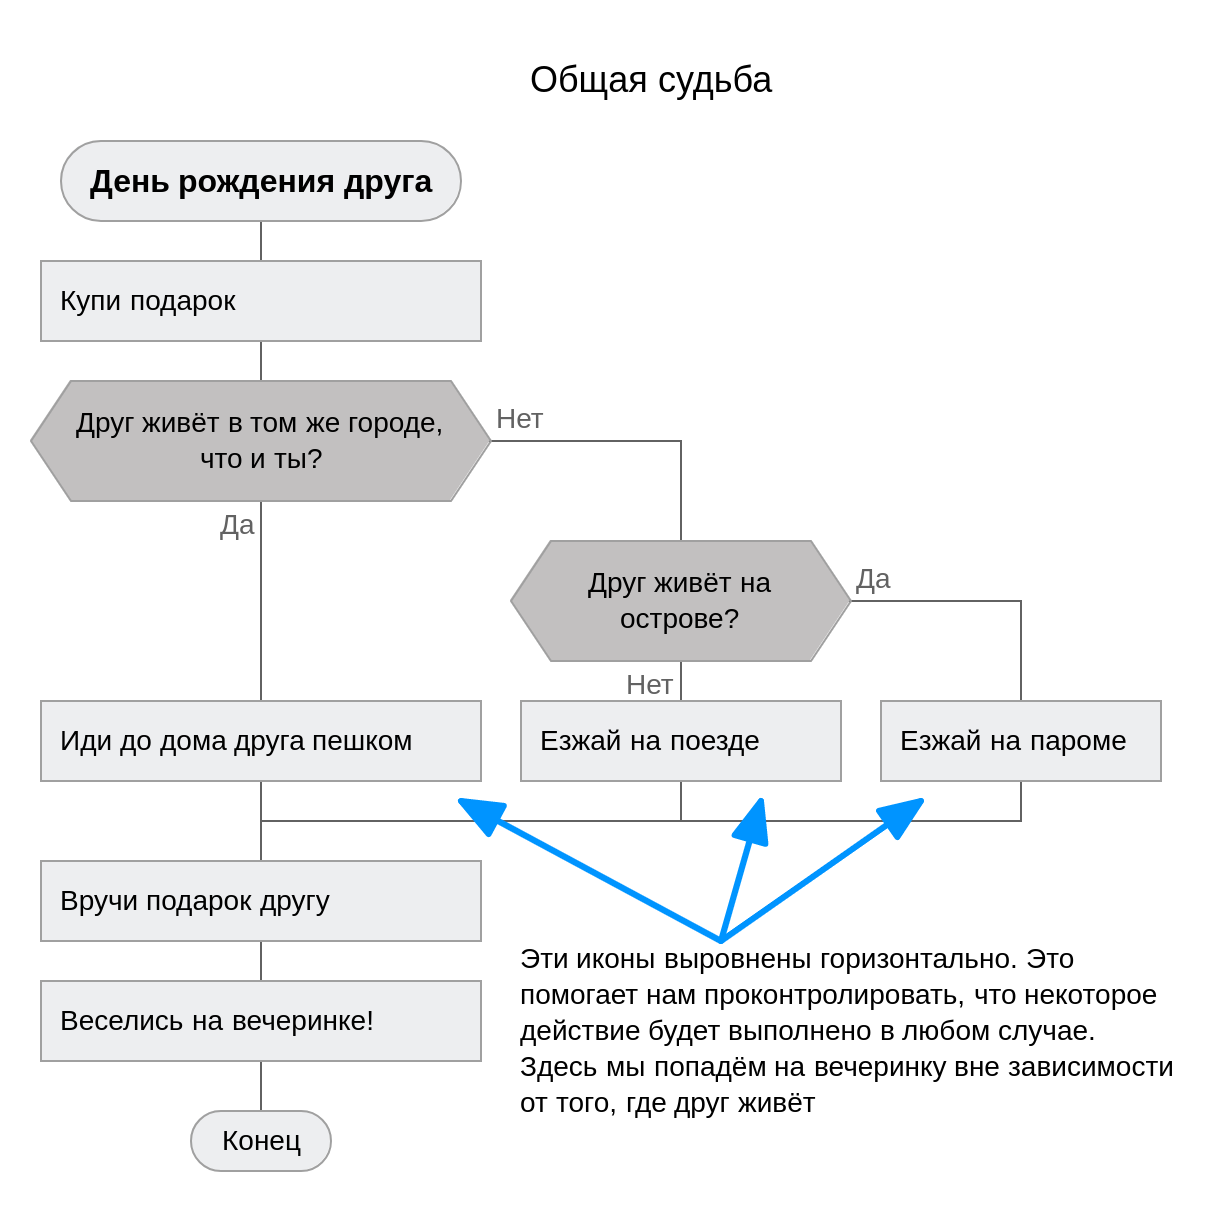 Общая судьба
День рождения друга
Купи подарок
Друг живёт в том же городе,
что и ты?
Нет
Да
Друг живёт на
острове?
Да
Нет
Иди до дома друга пешком
Езжай на поезде
Езжай на пароме
Вручи подарок другу
Веселись на вечеринке!
Конец
Эти иконы выровнены горизонтально. Это
помогает нам проконтролировать, что некоторое
действие будет выполнено в любом случае.
Здесь мы попадём на вечеринку вне зависимости
от того, где друг живёт